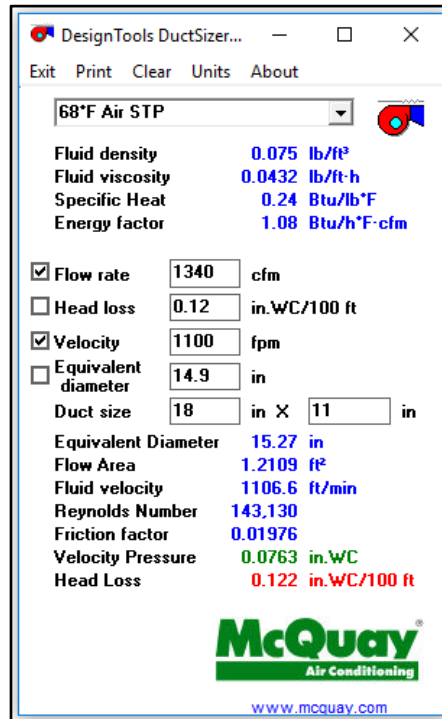 DesignTools DuctSizer...
Exit Print Clear Units About
68°F Air STP
Fluid density 0.075 lb/ft³
Fluid viscosity 0.0432 lb/ft·h
Specific Heat 0.24 Btu/lb°F
Energy factor 1.08 Btu/h°F·cfm
Flow rate 1340 cfm
Head loss 0.12 in.WC/100 ft
Velocity 1100 fpm
Equivalent
diameter 14.9 in
Duct size 18 in X 11 in
Equivalent Diameter 15.27 in
Flow Area 1.2109 ft²
Fluid velocity 1106.6 ft/min
Reynolds Number 143,130
Friction factor 0.01976
Velocity Pressure 0.0763 in.WC
Head Loss 0.122 in.WC/100 ft
McQuay®
Air Conditioning
www.mcquay.com